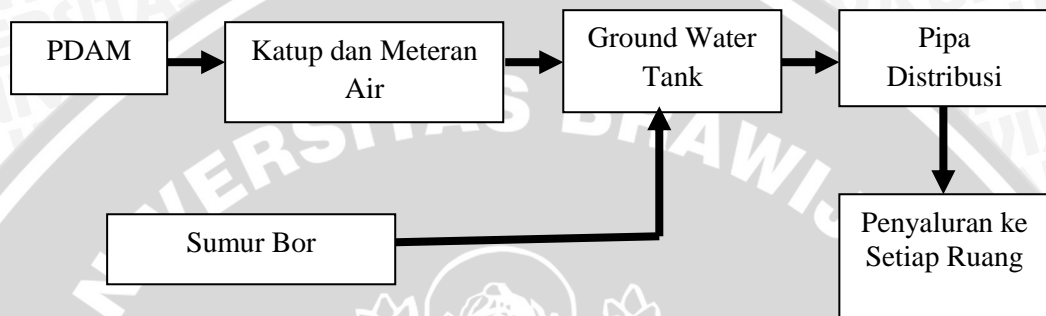 PDAM
Katup dan Meteran
Air
Ground Water
Tank
Pipa
Distribusi
Sumur Bor
Penyaluran ke
Setiap Ruang